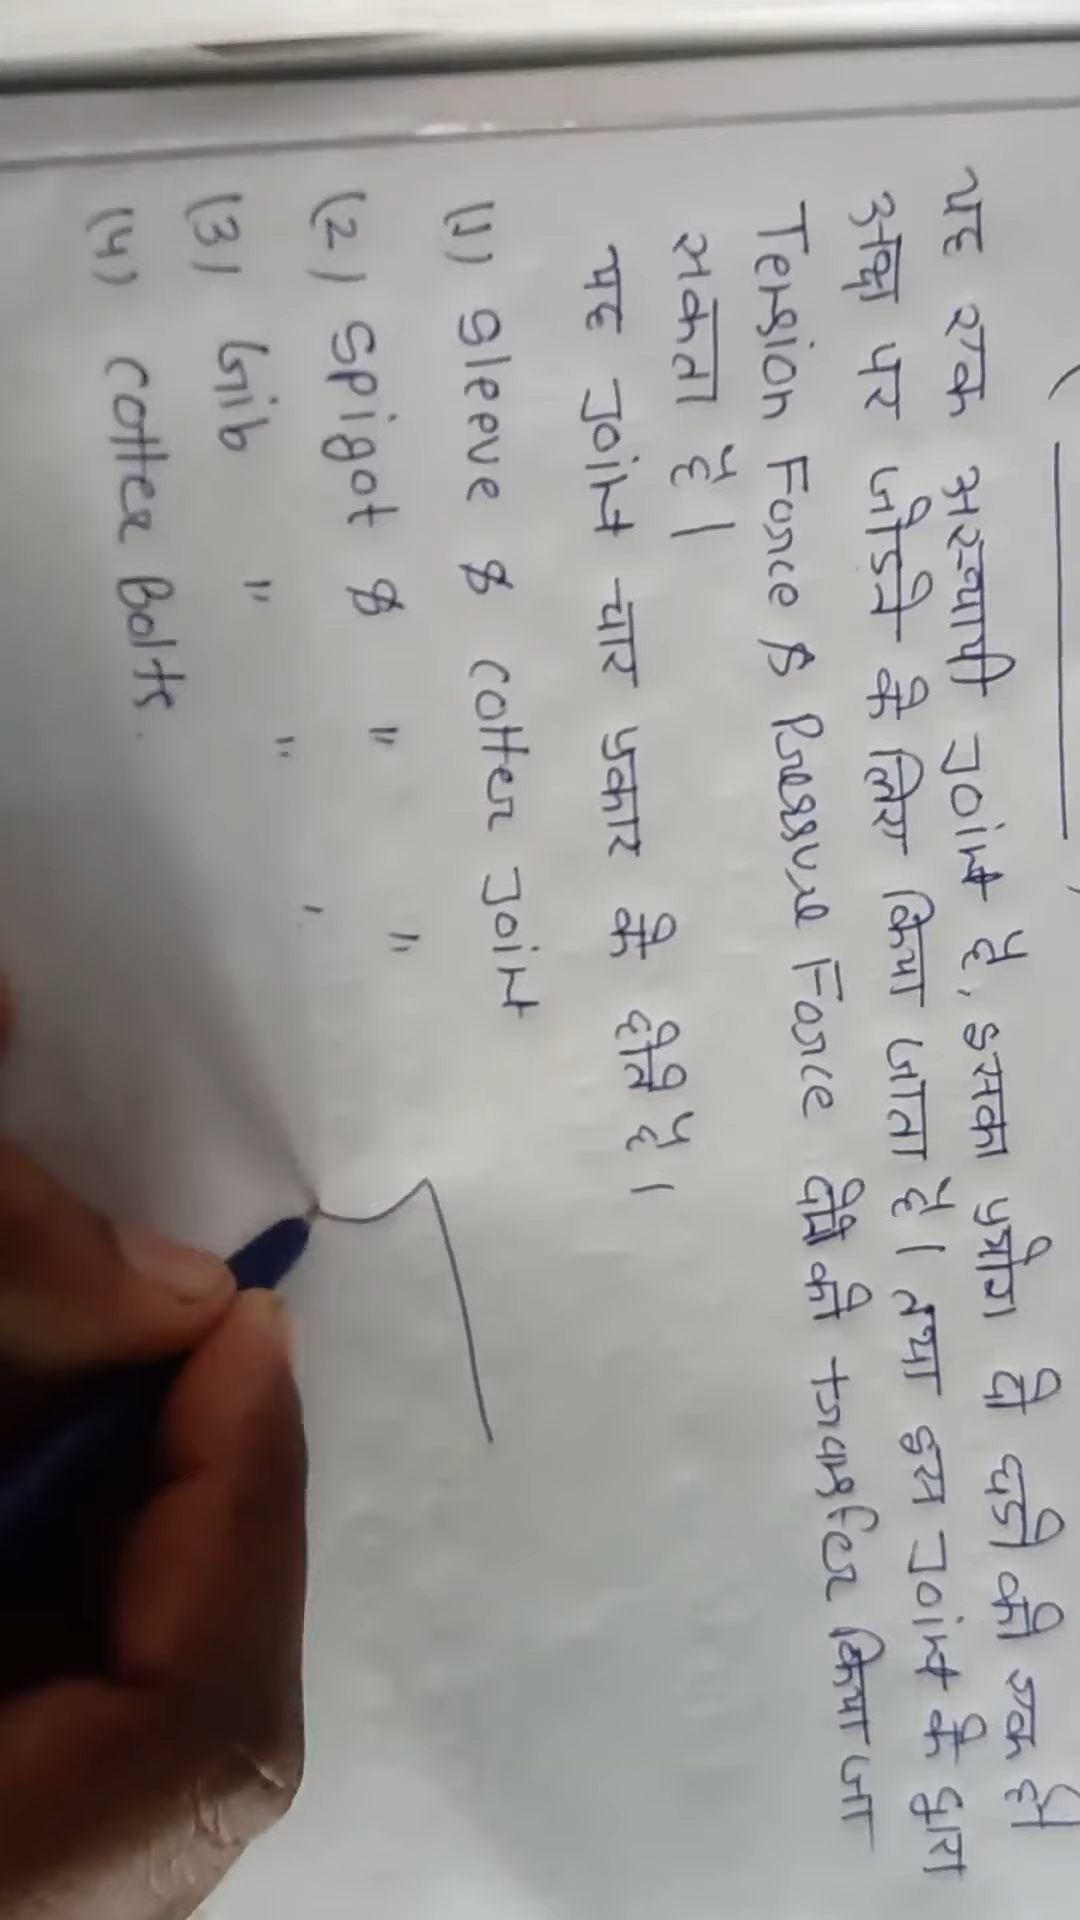 यह एक अस्थायी Joint है, इसका प्रयोग दो छड़ो को एक ही
अक्ष पर जोडने के लिए किया जाता है। तथा इस Joint के द्वारा
Tension Force & Pressure Force दोनो को transfer किया जा
सकता है।
यह Joint चार प्रकार के होते है।
(1) Sleeve & Cotter Joint
(2) Spigot & " "
(3) Gib " " "
(4) Cotter Bolts.